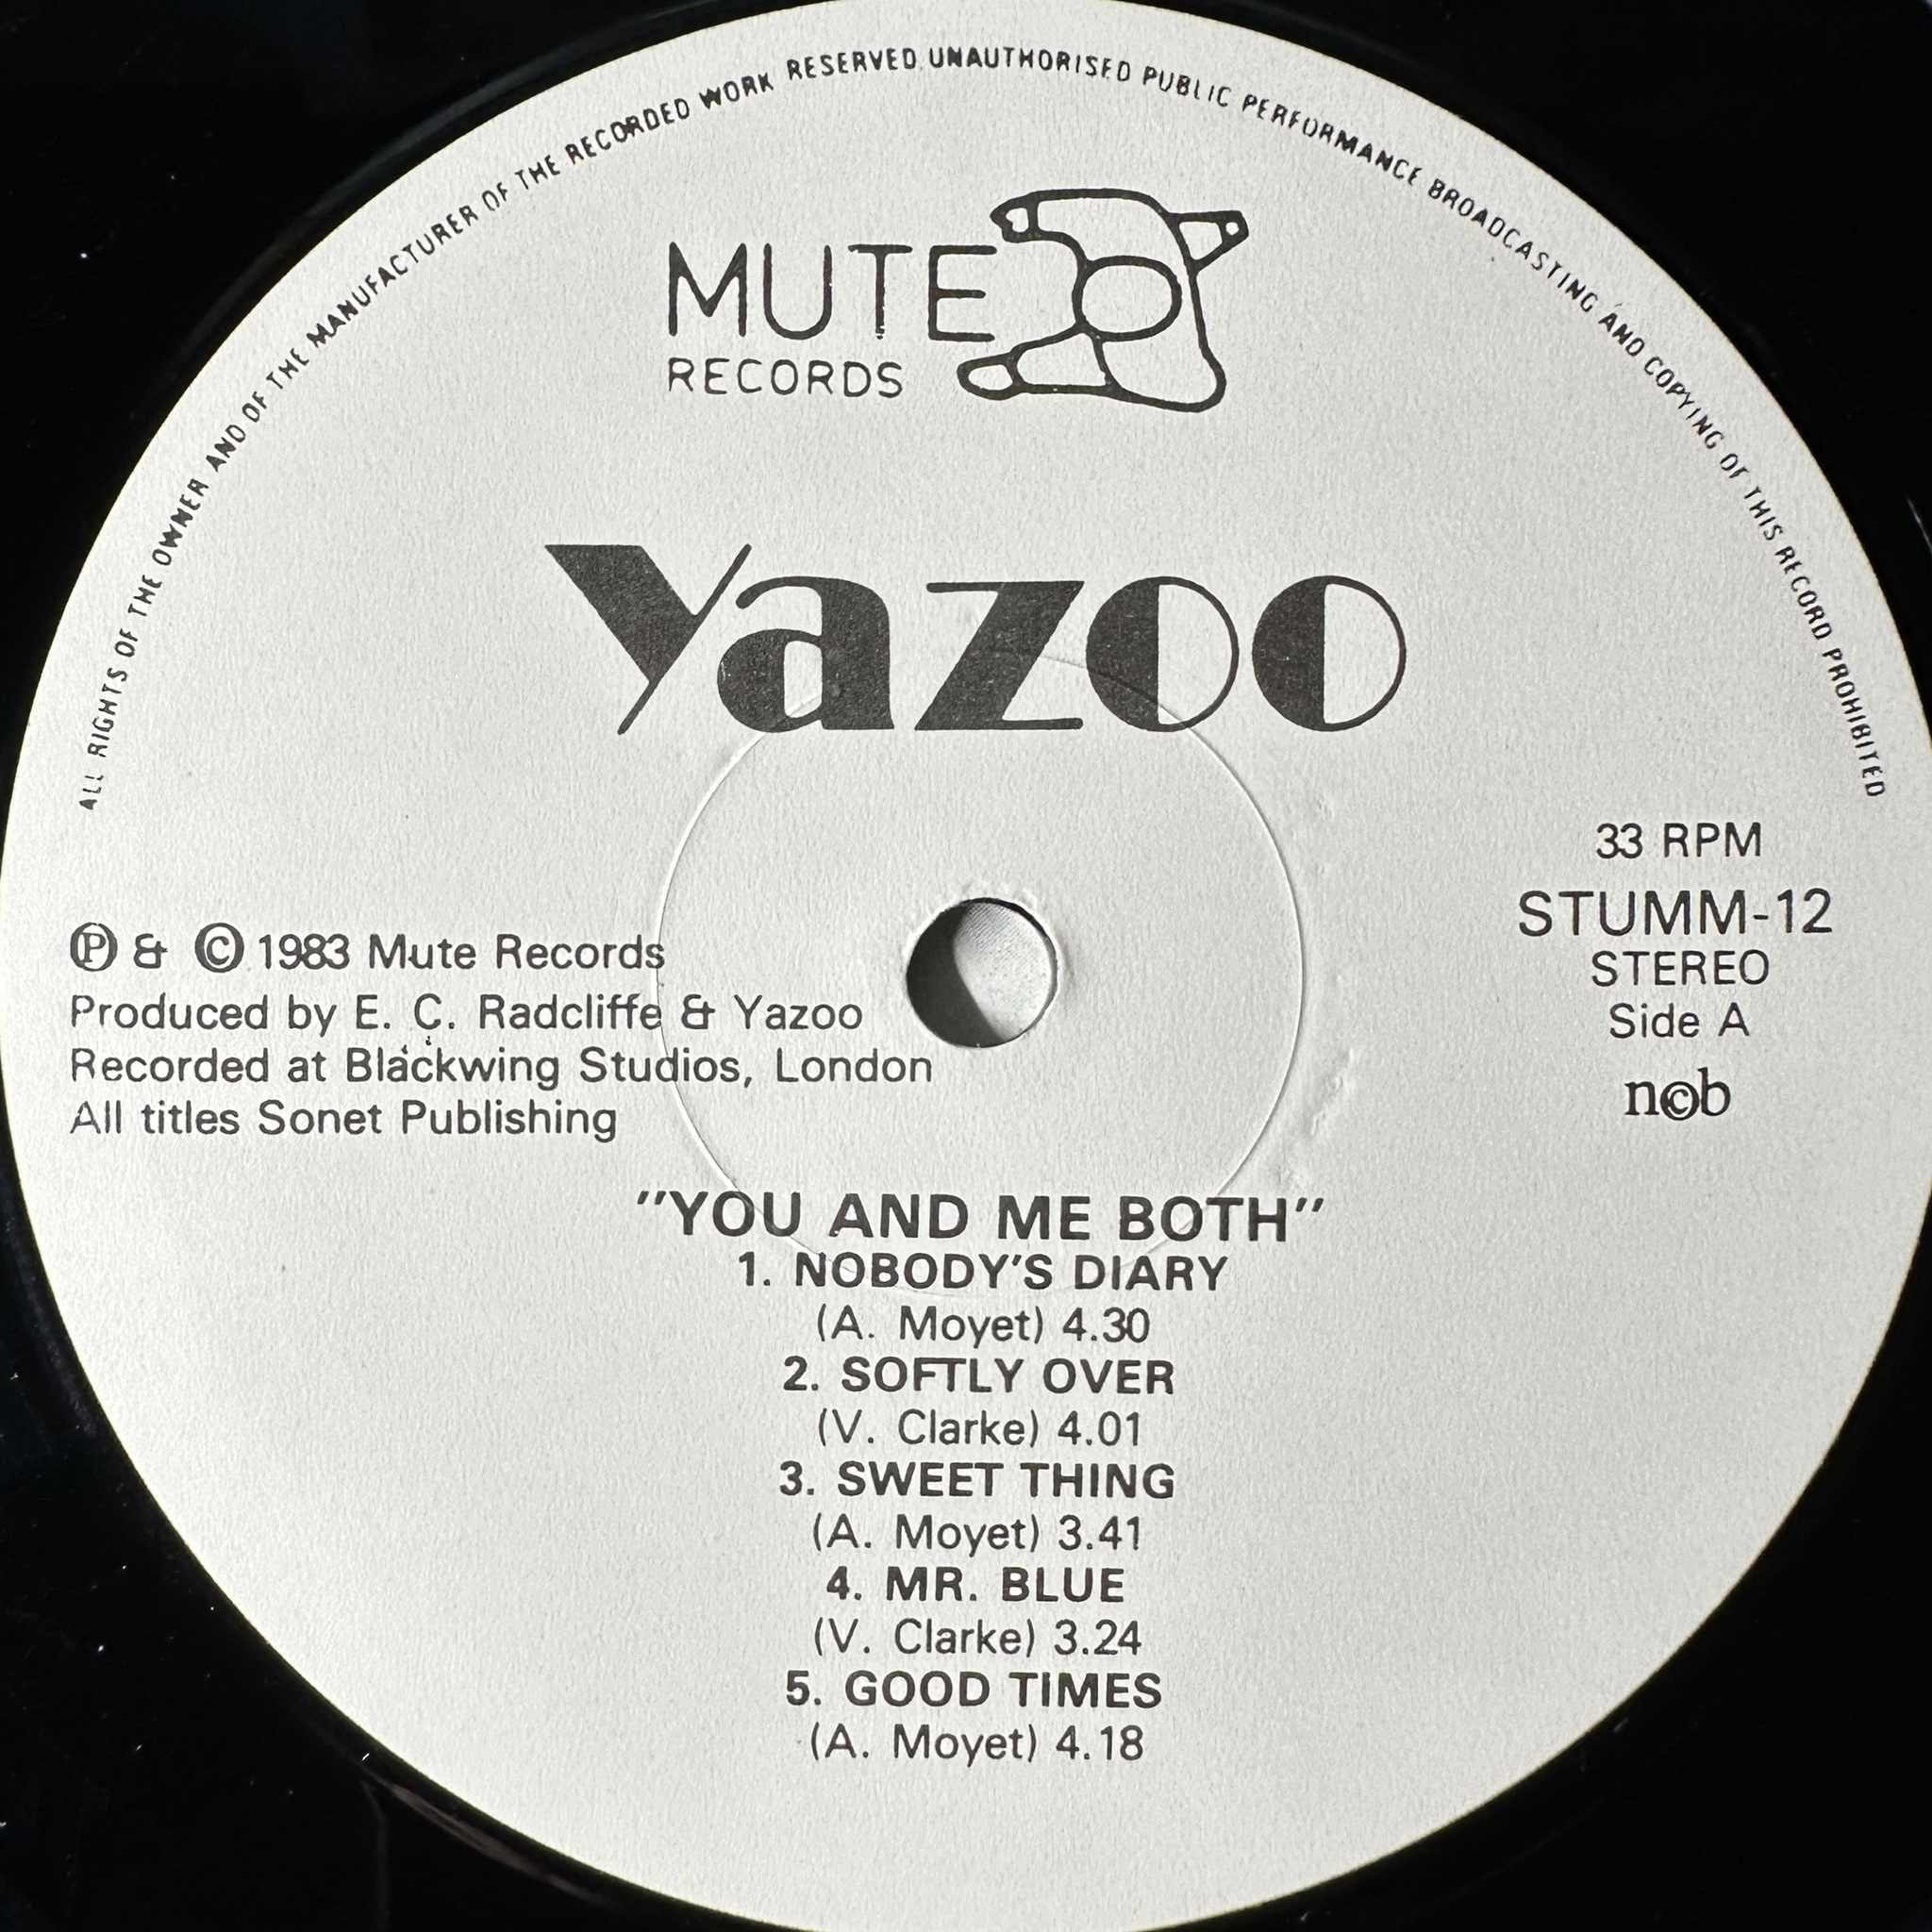 ALL RIGHTS OF THE OWNER AND OF THE MANUFACTURER OF THE RECORDED WORK RESERVED UNAUTHORISED PUBLIC PERFORMANCE BROADCASTING AND COPYING OF THIS RECORD PROHIBITED
MUTE
RECORDS
Yazoo
33 RPM
STUMM-12
STEREO
Side A
n©b
Ⓟ & © 1983 Mute Records
Produced by E. C. Radcliffe & Yazoo
Recorded at Blackwing Studios, London
All titles Sonet Publishing
"YOU AND ME BOTH"
1. NOBODY'S DIARY
(A. Moyet) 4.30
2. SOFTLY OVER
(V. Clarke) 4.01
3. SWEET THING
(A. Moyet) 3.41
4. MR. BLUE
(V. Clarke) 3.24
5. GOOD TIMES
(A. Moyet) 4.18